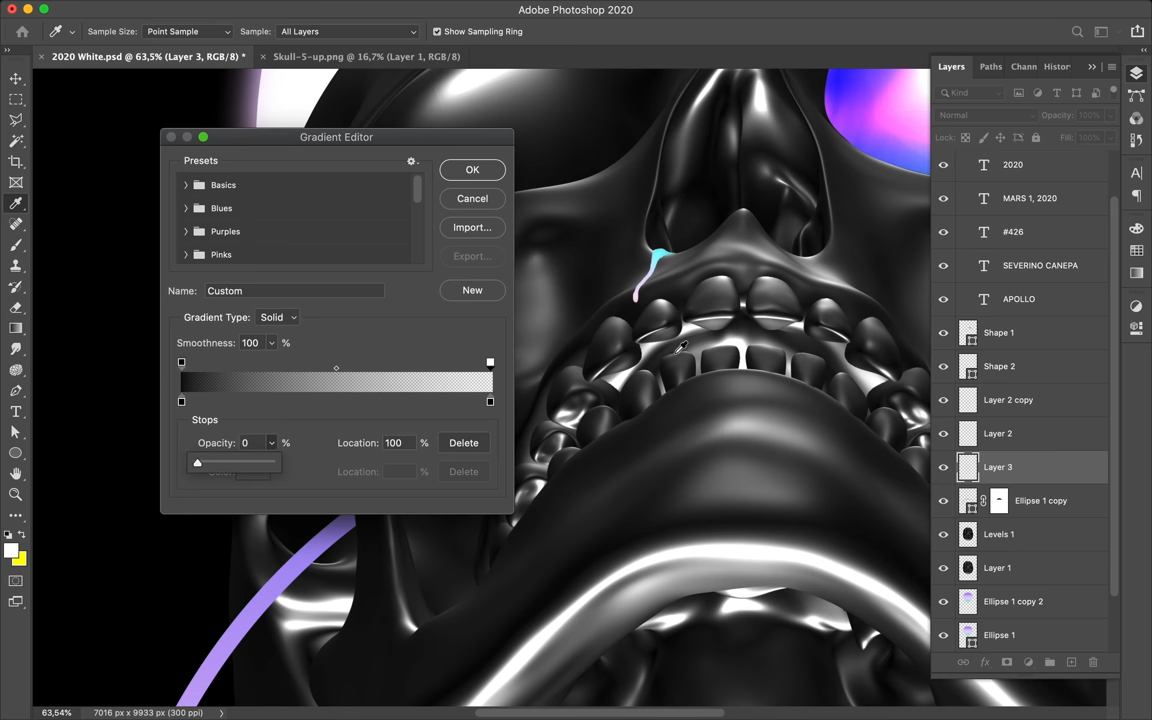 Adobe Photoshop 2020
Sample Size: Point Sample Sample: All Layers Show Sampling Ring
2020 White.psd @ 63,5% (Layer 3, RGB/8) * Skull-5-up.png @ 16,7% (Layer 1, RGB/8)
Gradient Editor
Presets
Basics
Blues
Purples
Pinks
OK
Cancel
Import...
Export...
Name: Custom
New
Gradient Type: Solid
Smoothness: 100 %
Stops
Opacity: 0 % Location: 100 % Delete
Location: % Delete
Layers Paths Chann Histor
Kind
Normal Opacity: 100%
Lock: Fill: 100%
2020
MARS 1, 2020
#426
SEVERINO CANEPA
APOLLO
Shape 1
Shape 2
Layer 2 copy
Layer 2
Layer 3
Ellipse 1 copy
Levels 1
Layer 1
Ellipse 1 copy 2
Ellipse 1
fx
63,54% 7016 px x 9933 px (300 ppi)